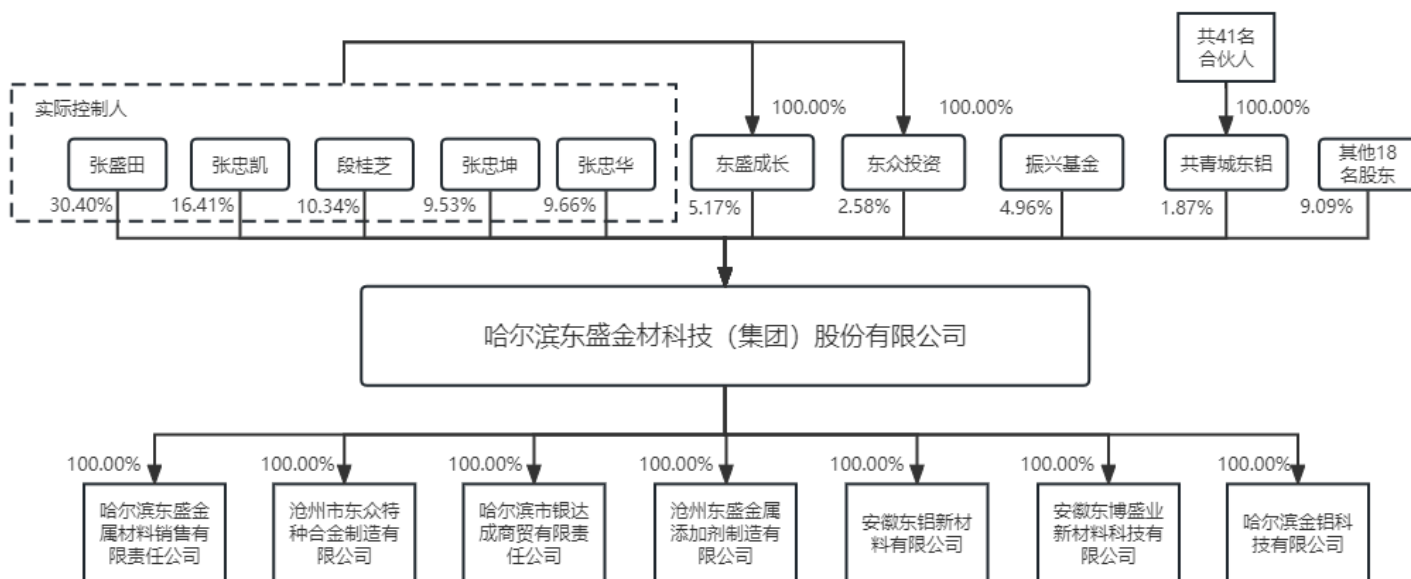 共41名
合伙人
实际控制人
100.00%
100.00%
100.00%
张盛田
张忠凯
段桂芝
张忠坤
张忠华
东盛成长
东众投资
振兴基金
共青城东铝
其他18
名股东
30.40%
16.41%
10.34%
9.53%
9.66%
5.17%
2.58%
4.96%
1.87%
9.09%
哈尔滨东盛金材科技（集团）股份有限公司
100.00%
100.00%
100.00%
100.00%
100.00%
100.00%
100.00%
哈尔滨东盛金
属材料销售有
限责任公司
沧州市东众特
种合金制造有
限公司
哈尔滨市银达
成商贸有限责
任公司
沧州东盛金属
添加剂制造有
限公司
安徽东铝新材
料有限公司
安徽东博盛业
新材料科技有
限公司
哈尔滨金铝科
技有限公司